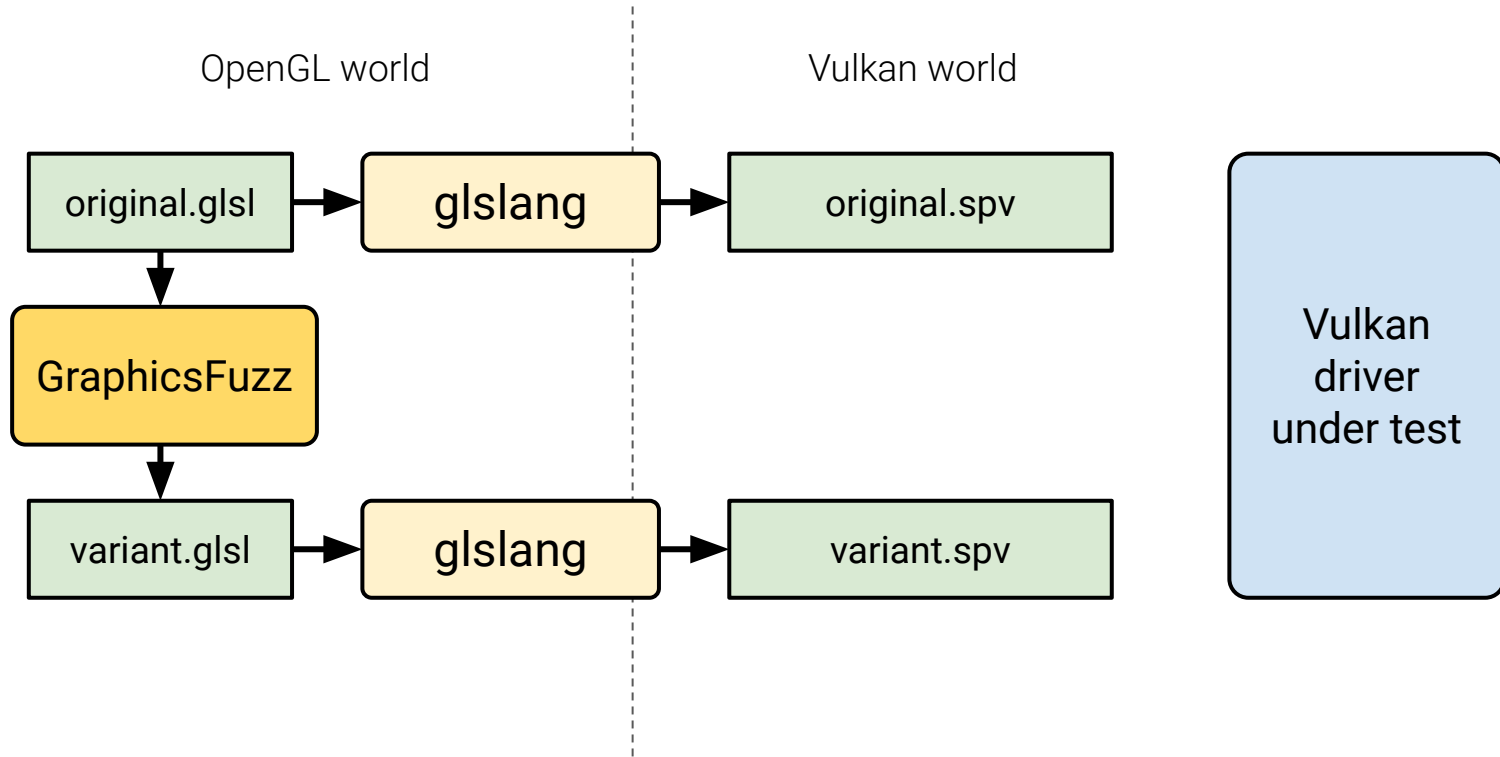 OpenGL world
Vulkan world
original.glsl
glslang
original.spv
GraphicsFuzz
Vulkan
driver
under test
variant.glsl
glslang
variant.spv